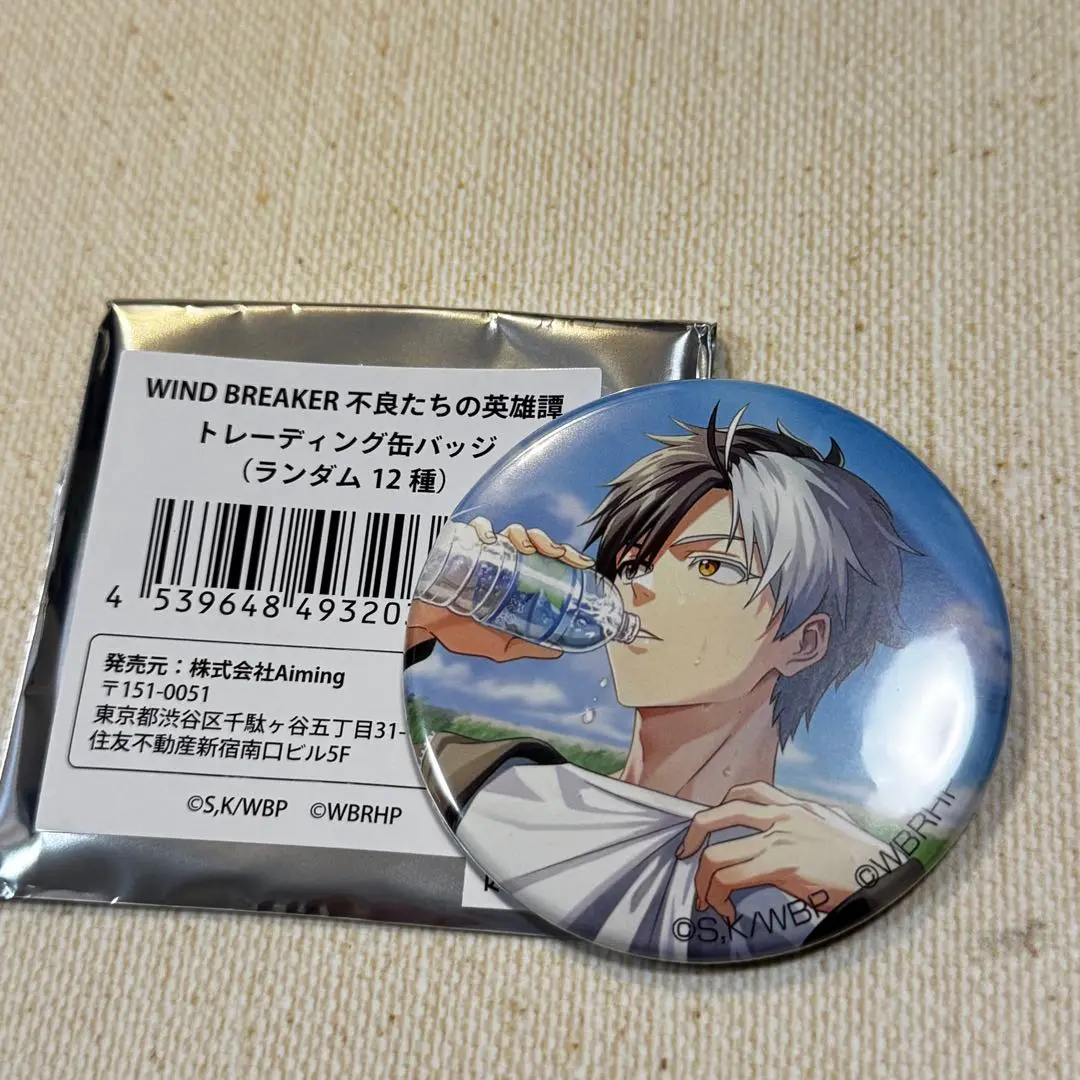 WIND BREAKER 不良たちの英雄譚
トレーディング缶バッジ
（ランダム 12 種）
4 539648 49320
発売元：株式会社Aiming
〒151-0051
東京都渋谷区千駄ヶ谷五丁目31-
住友不動産新宿南口ビル5F
©S,K/WBP ©WBRHP
©S,K/WBP ©WBRHP